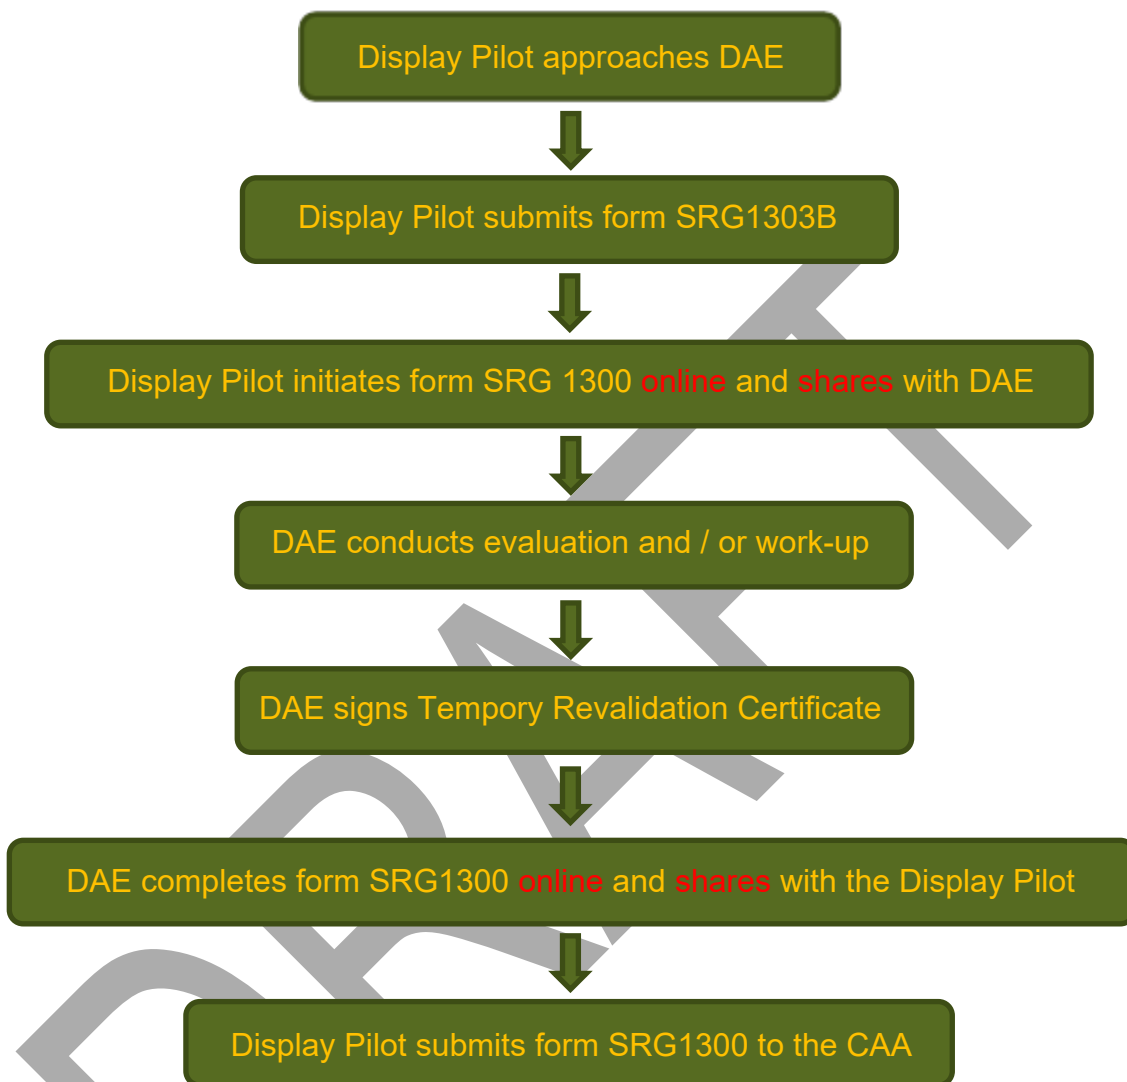 Display Pilot approaches DAE
Display Pilot submits form SRG1303B
Display Pilot initiates form SRG 1300 online and shares with DAE
DAE conducts evaluation and / or work-up
DAE signs Tempory Revalidation Certificate
DAE completes form SRG1300 online and shares with the Display Pilot
Display Pilot submits form SRG1300 to the CAA
DRAFT